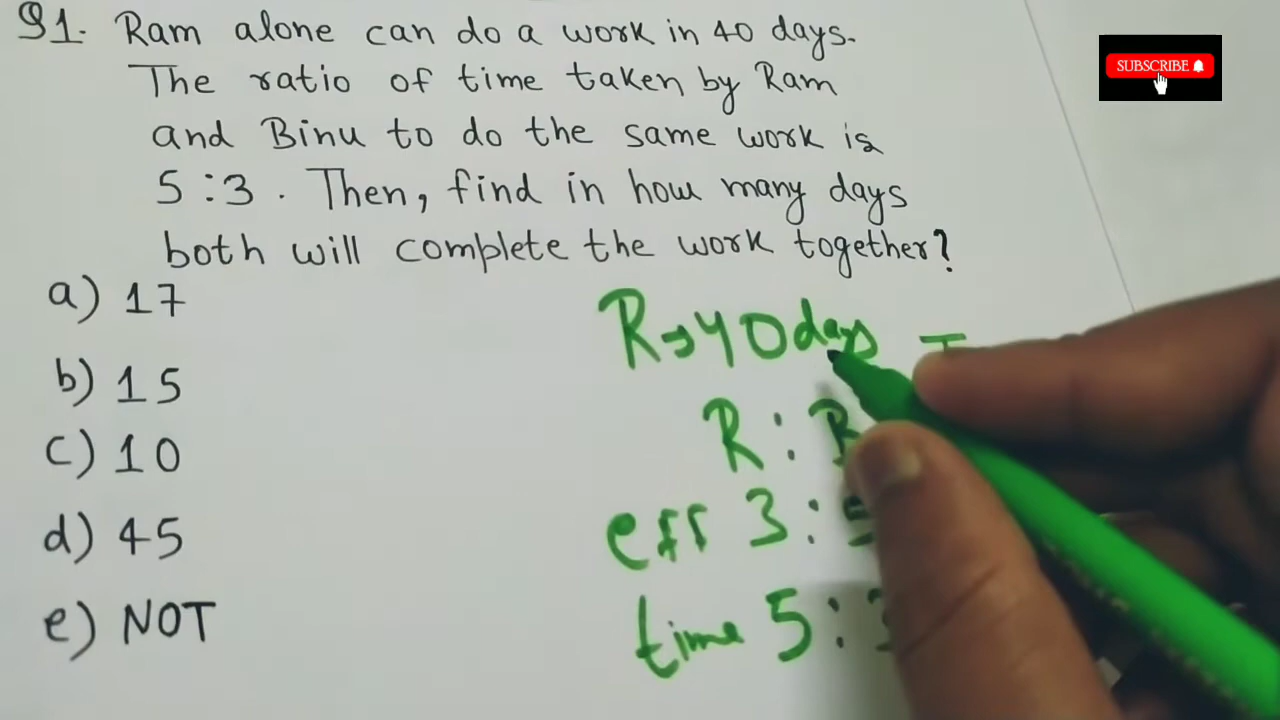 Q1. Ram alone can do a work in 40 days.
The ratio of time taken by Ram
and Binu to do the same work is
5:3. Then, find in how many days
both will complete the work together?
a) 17
b) 15
c) 10
d) 45
e) NOT
R→40 days
R : B
eff 3 :
time 5 :
SUBSCRIBE